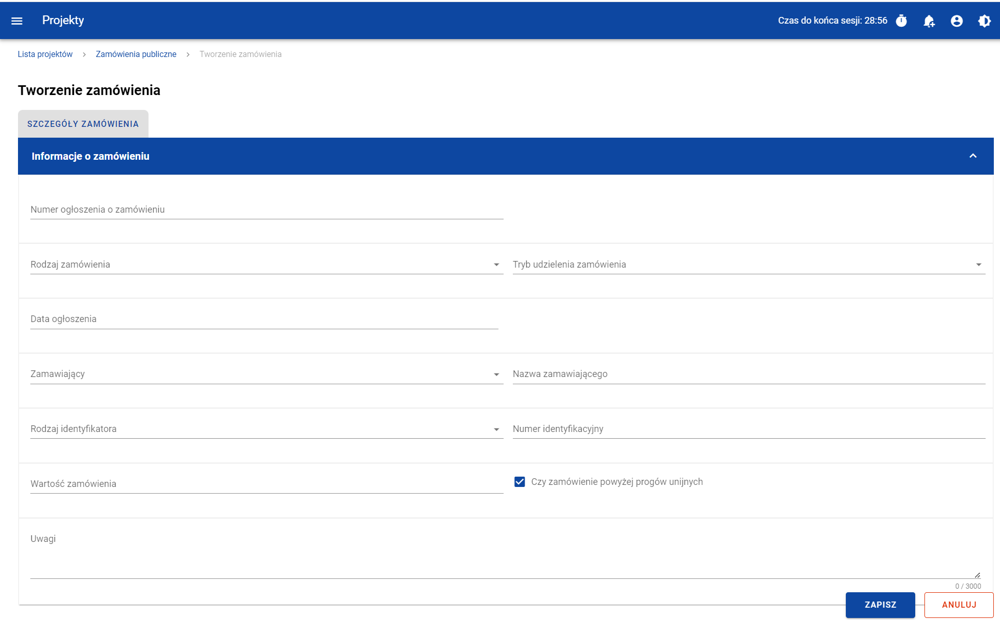 Projekty
Czas do końca sesji: 28:56
Lista projektów > Zamówienia publiczne > Tworzenie zamówienia
Tworzenie zamówienia
SZCZEGÓŁY ZAMÓWIENIA
Informacje o zamówieniu
Numer ogłoszenia o zamówieniu
Rodzaj zamówienia
Tryb udzielenia zamówienia
Data ogłoszenia
Zamawiający
Nazwa zamawiającego
Rodzaj identyfikatora
Numer identyfikacyjny
Wartość zamówienia
Czy zamówienie powyżej progów unijnych
Uwagi
0 / 3000
ZAPISZ
ANULUJ